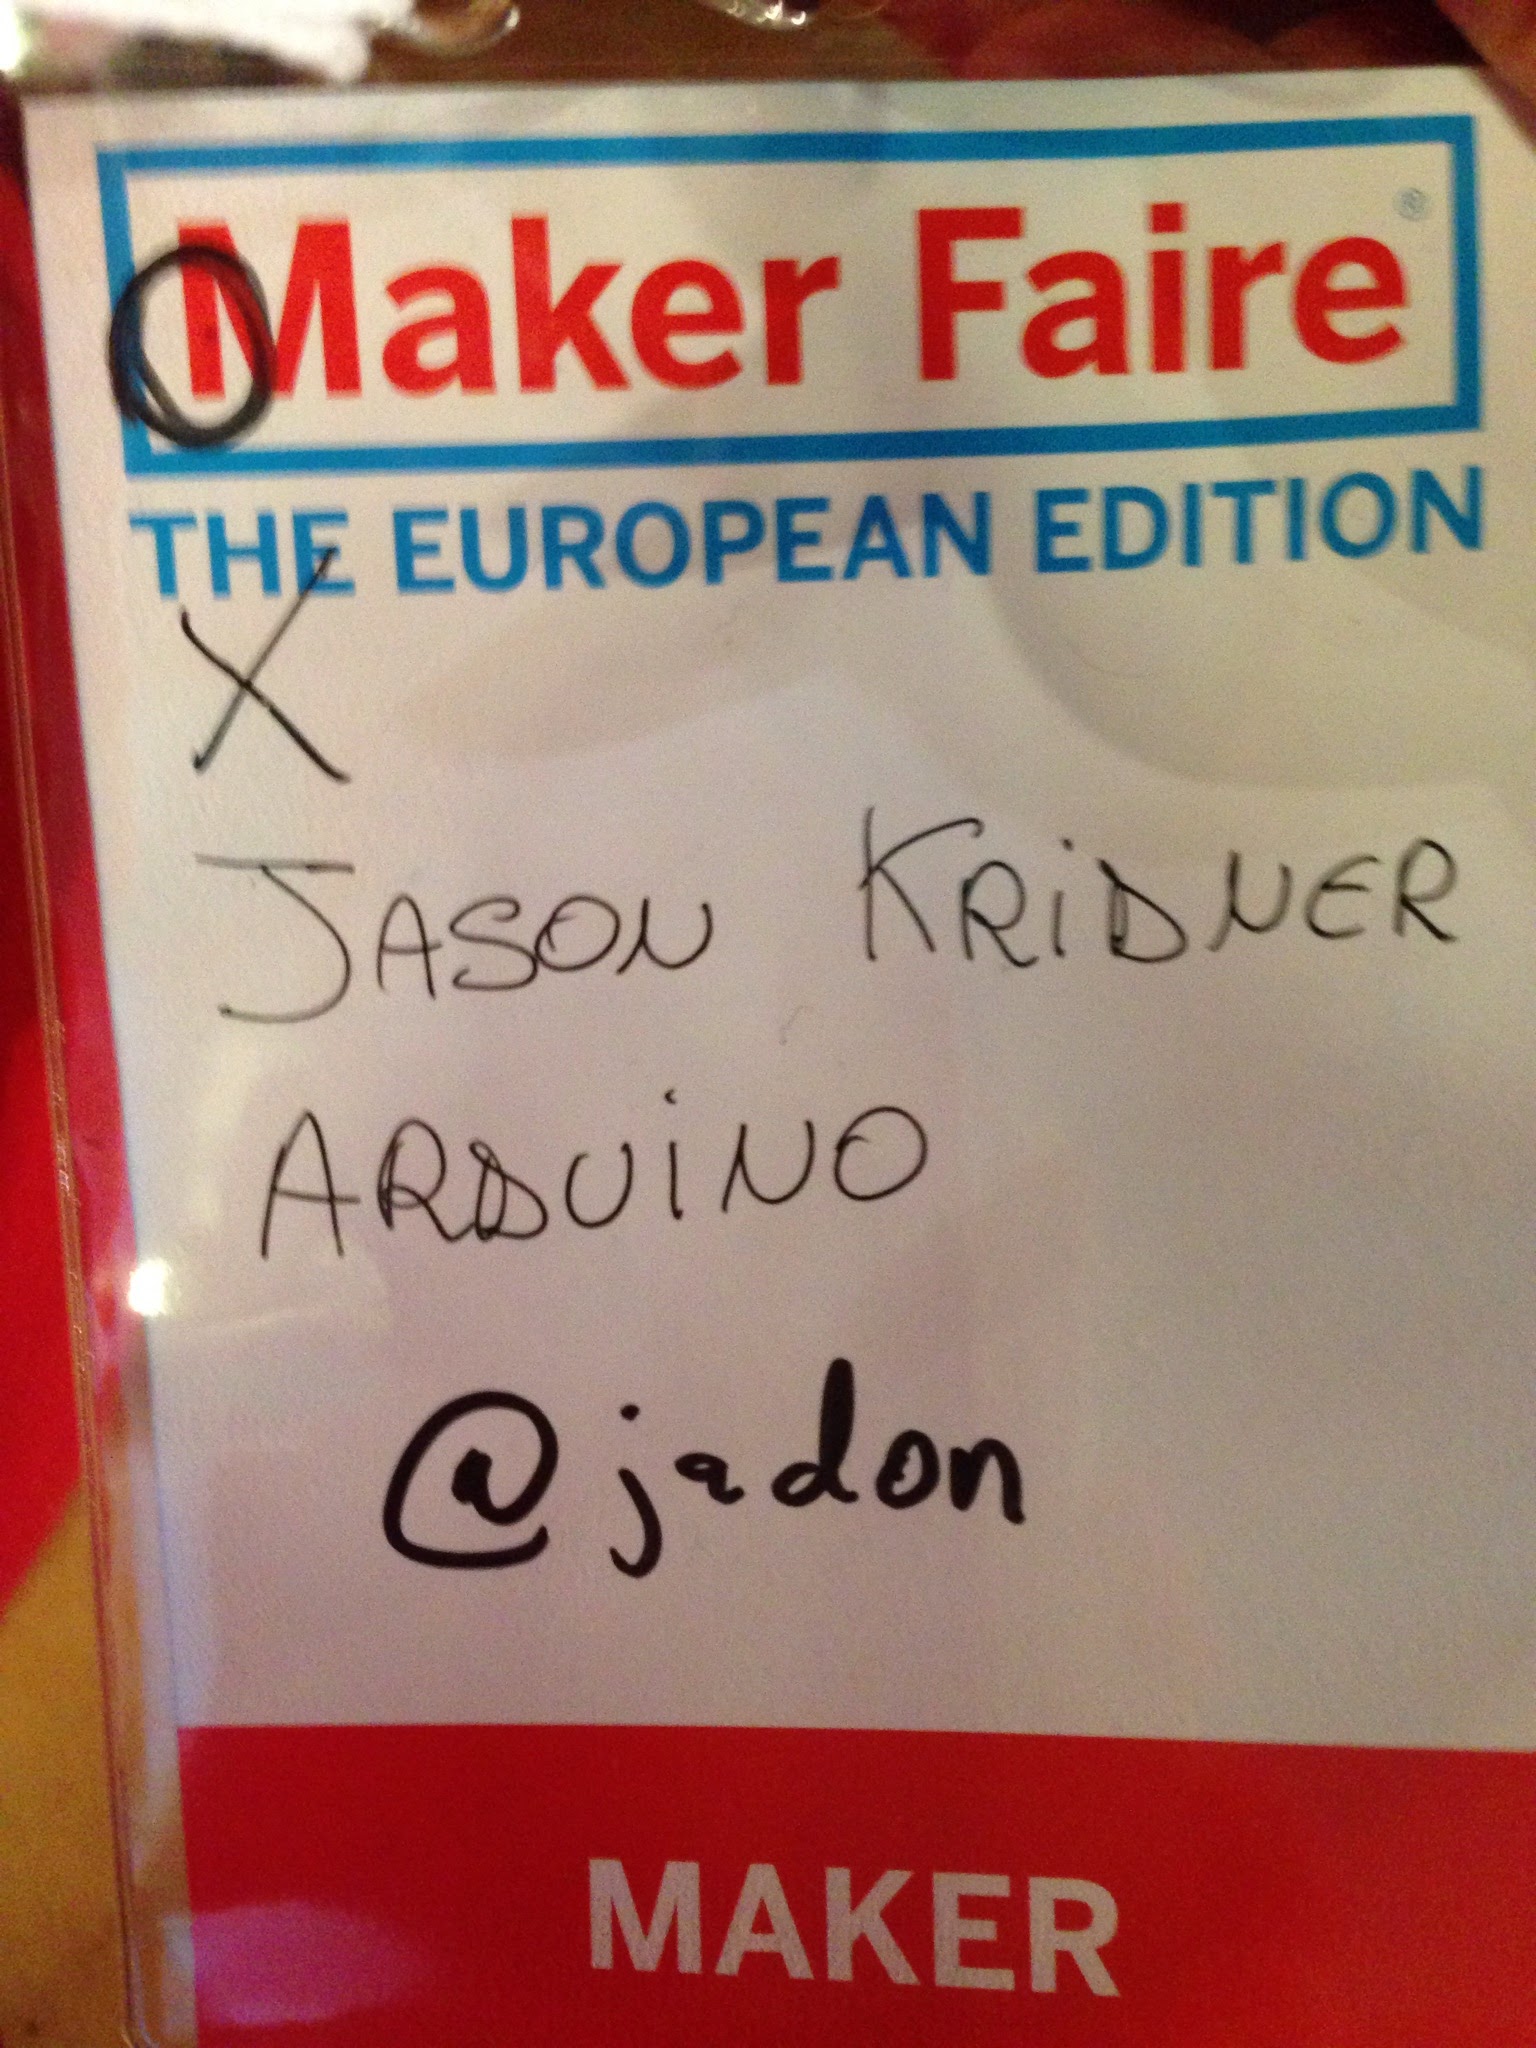 Maker Faire ®
THE EUROPEAN EDITION
X
JASON KRiDNER
ARDUiNO
@jadon
MAKER